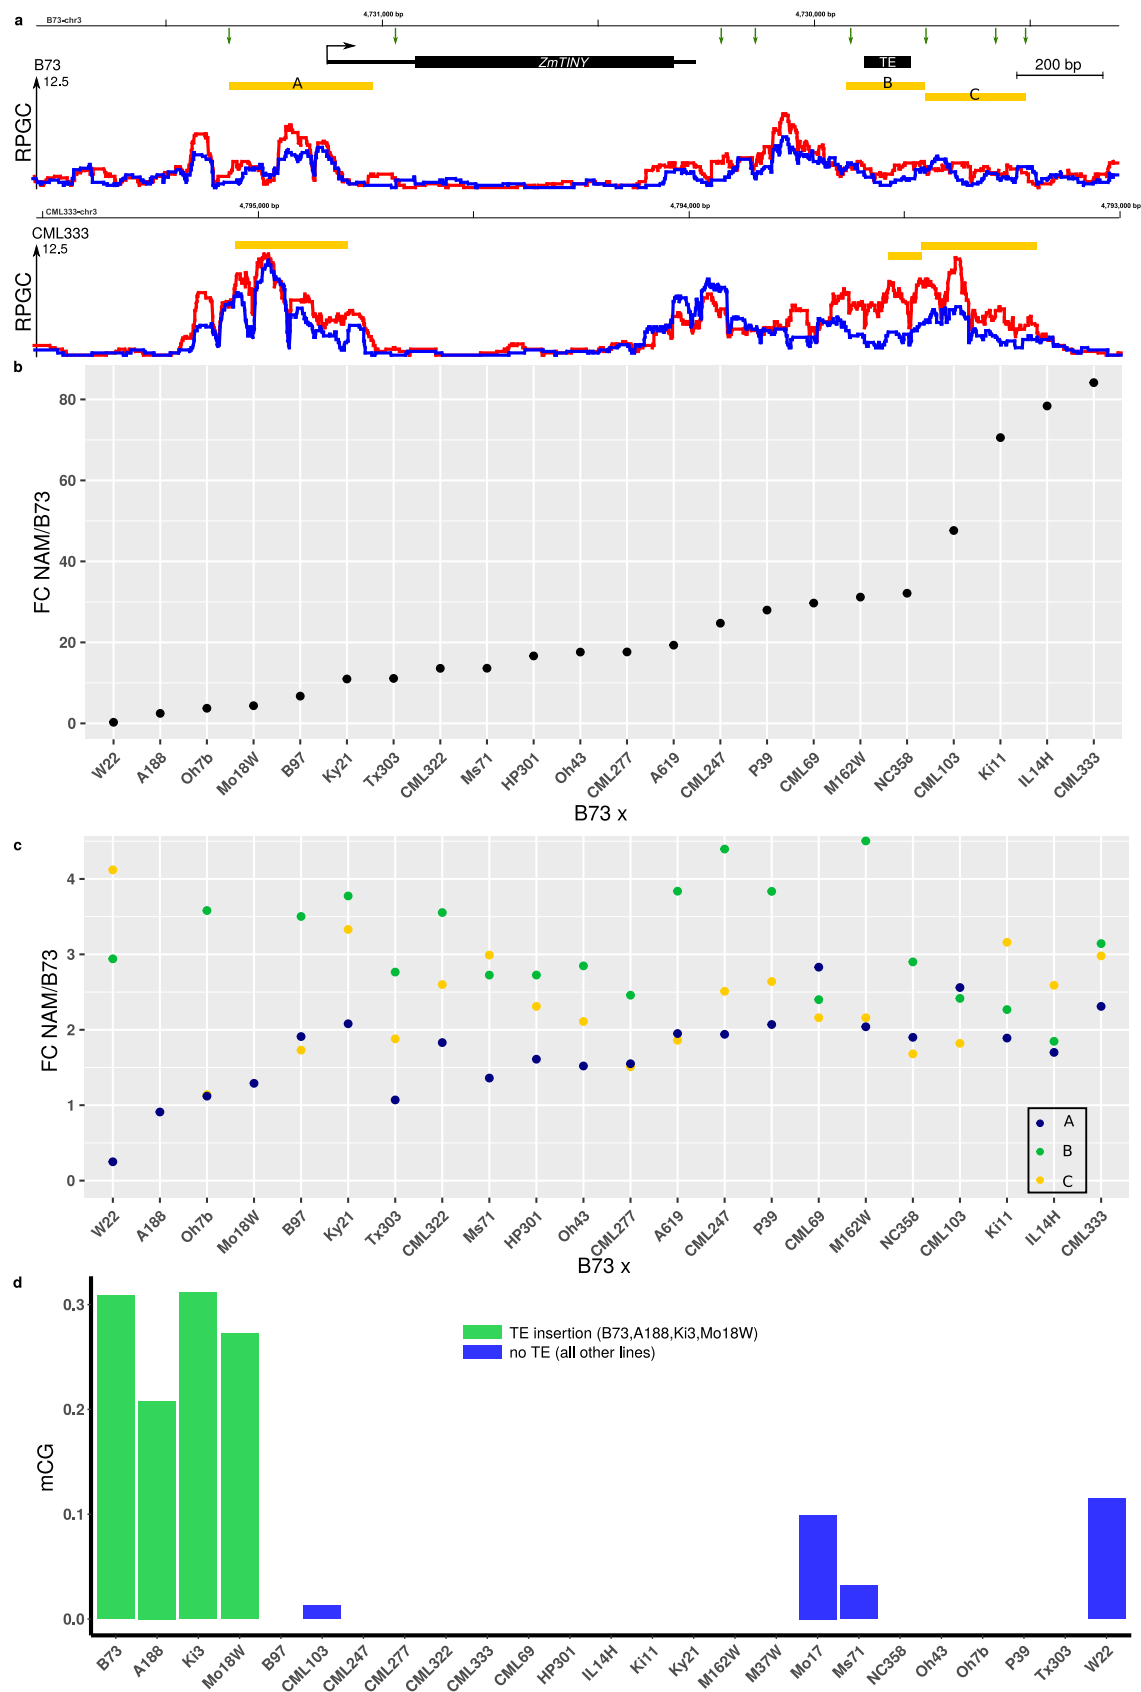 a
B73-chr3
4,731,000 bp
4,730,000 bp
B73
ZmTINY
TE
200 bp
12.5
A
B
C
RPGC
CML333-chr3
4,795,000 bp
4,794,000 bp
4,793,000 bp
CML333
12.5
RPGC
b
80
60
40
20
0
FC NAM/B73
W22 A188 Oh7b Mo18W B97 Ky21 Tx303 CML322 Ms71 HP301 Oh43 CML277 A619 CML247 P39 CML69 M162W NC358 CML103 Ki11 IL14H CML333
B73 x
c
4
3
2
1
0
FC NAM/B73
A
B
C
W22 A188 Oh7b Mo18W B97 Ky21 Tx303 CML322 Ms71 HP301 Oh43 CML277 A619 CML247 P39 CML69 M162W NC358 CML103 Ki11 IL14H CML333
B73 x
d
0.3
0.2
0.1
0.0
mCG
TE insertion (B73,A188,Ki3,Mo18W)
no TE (all other lines)
B73 A188 Ki3 Mo18W B97 CML103 CML247 CML277 CML322 CML333 CML69 HP301 IL14H Ki11 Ky21 M162W M37W Mo17 Ms71 NC358 Oh43 Oh7b P39 Tx303 W22